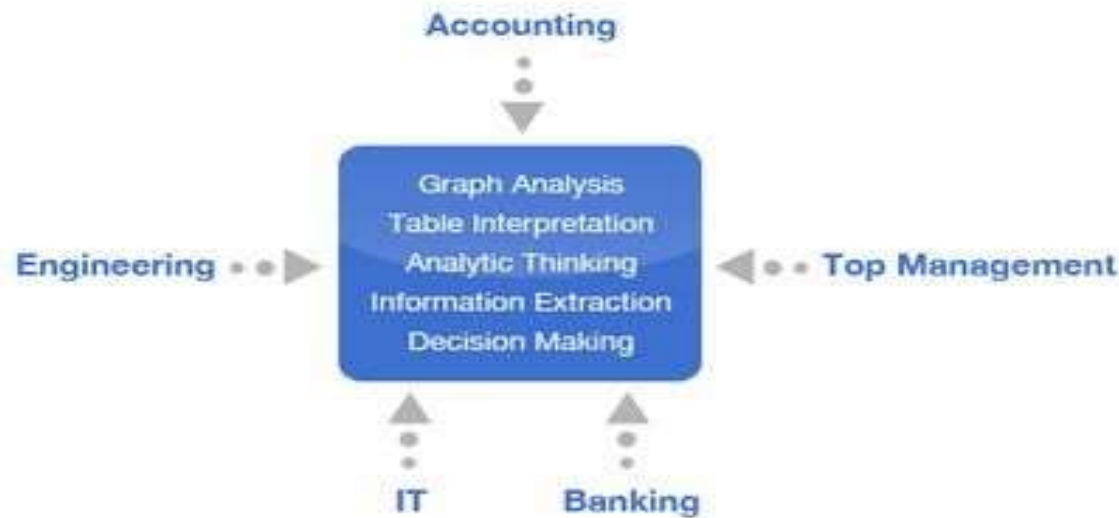 Accounting
Graph Analysis
Table Interpretation
Engineering
Analytic Thinking
Top Management
Information Extraction
Decision Making
IT
Banking